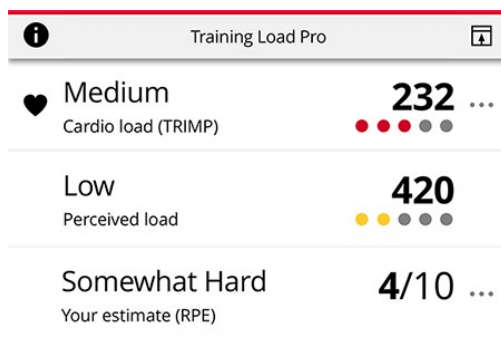 Training Load Pro
Medium
232
Cardio load (TRIMP)
Low
420
Perceived load
Somewhat Hard
4/10
Your estimate (RPE)